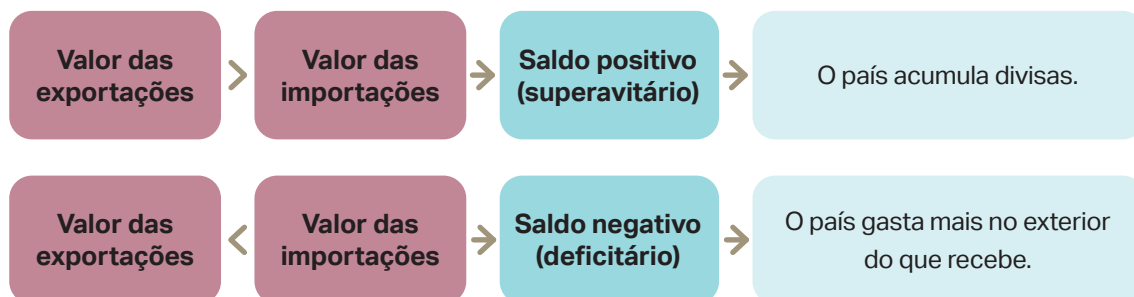 Valor das
exportações
>
Valor das
importações
→
Saldo positivo
(superavitário)
→
O país acumula divisas.
Valor das
exportações
<
Valor das
importações
→
Saldo negativo
(deficitário)
→
O país gasta mais no exterior
do que recebe.